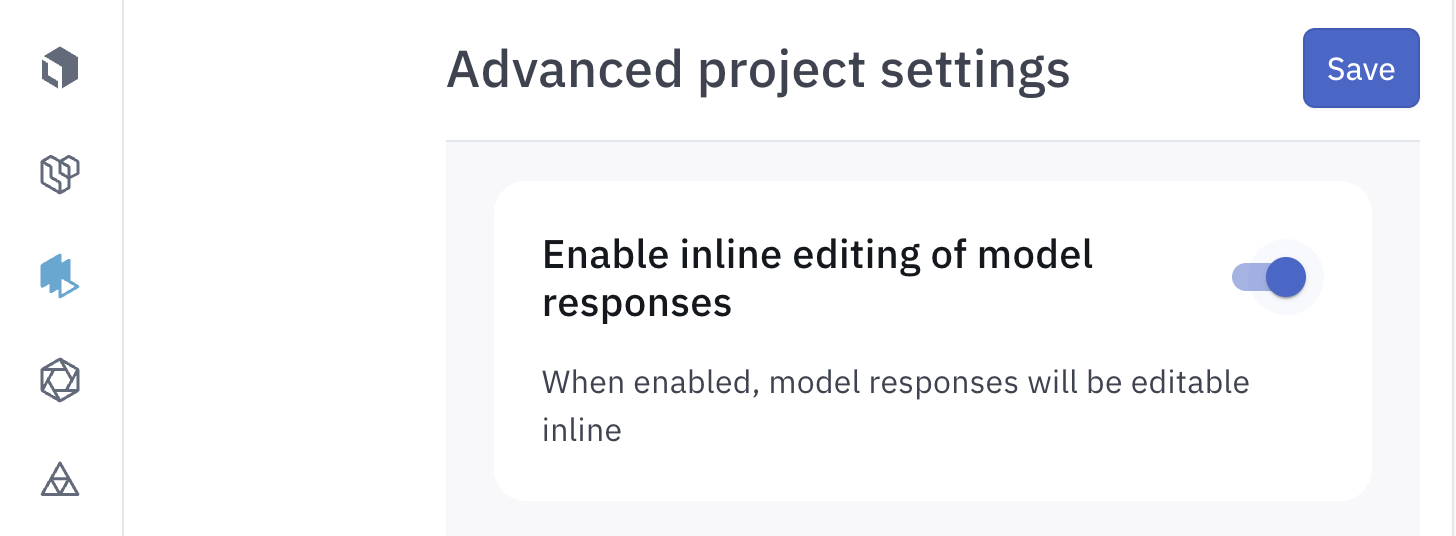 Advanced project settings
Save
Enable inline editing of model
responses
When enabled, model responses will be editable
inline